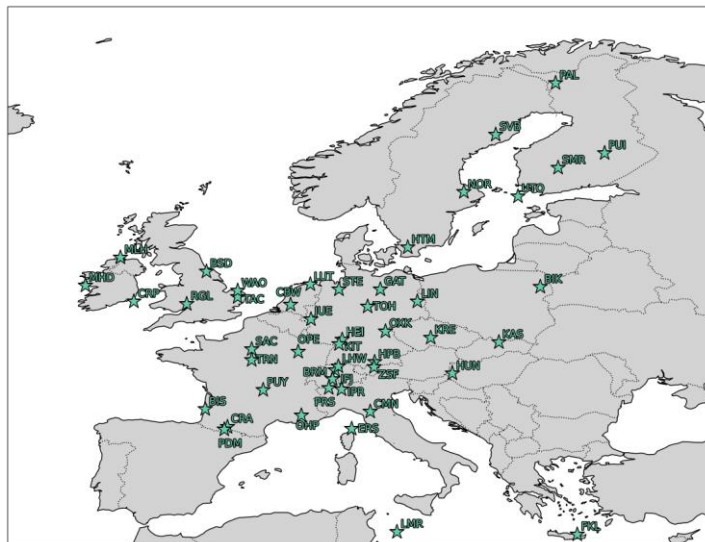 PAL
SVB
PUI
SMR
NOR
HTM
MLH
BSD
MHD
WAO
LUT
STE
GAT
BIK
CRP
RGL
TAC
CBW
TOH
LIN
JUE
OXK
KRE
KAS
SAC
OPE
HEI
KIT
TRN
LHW
HPB
BRM
ZSF
HUN
JFJ
PUY
PRS
IPR
BIS
CMN
CRA
OHP
ERS
PDM
LMR
FKL